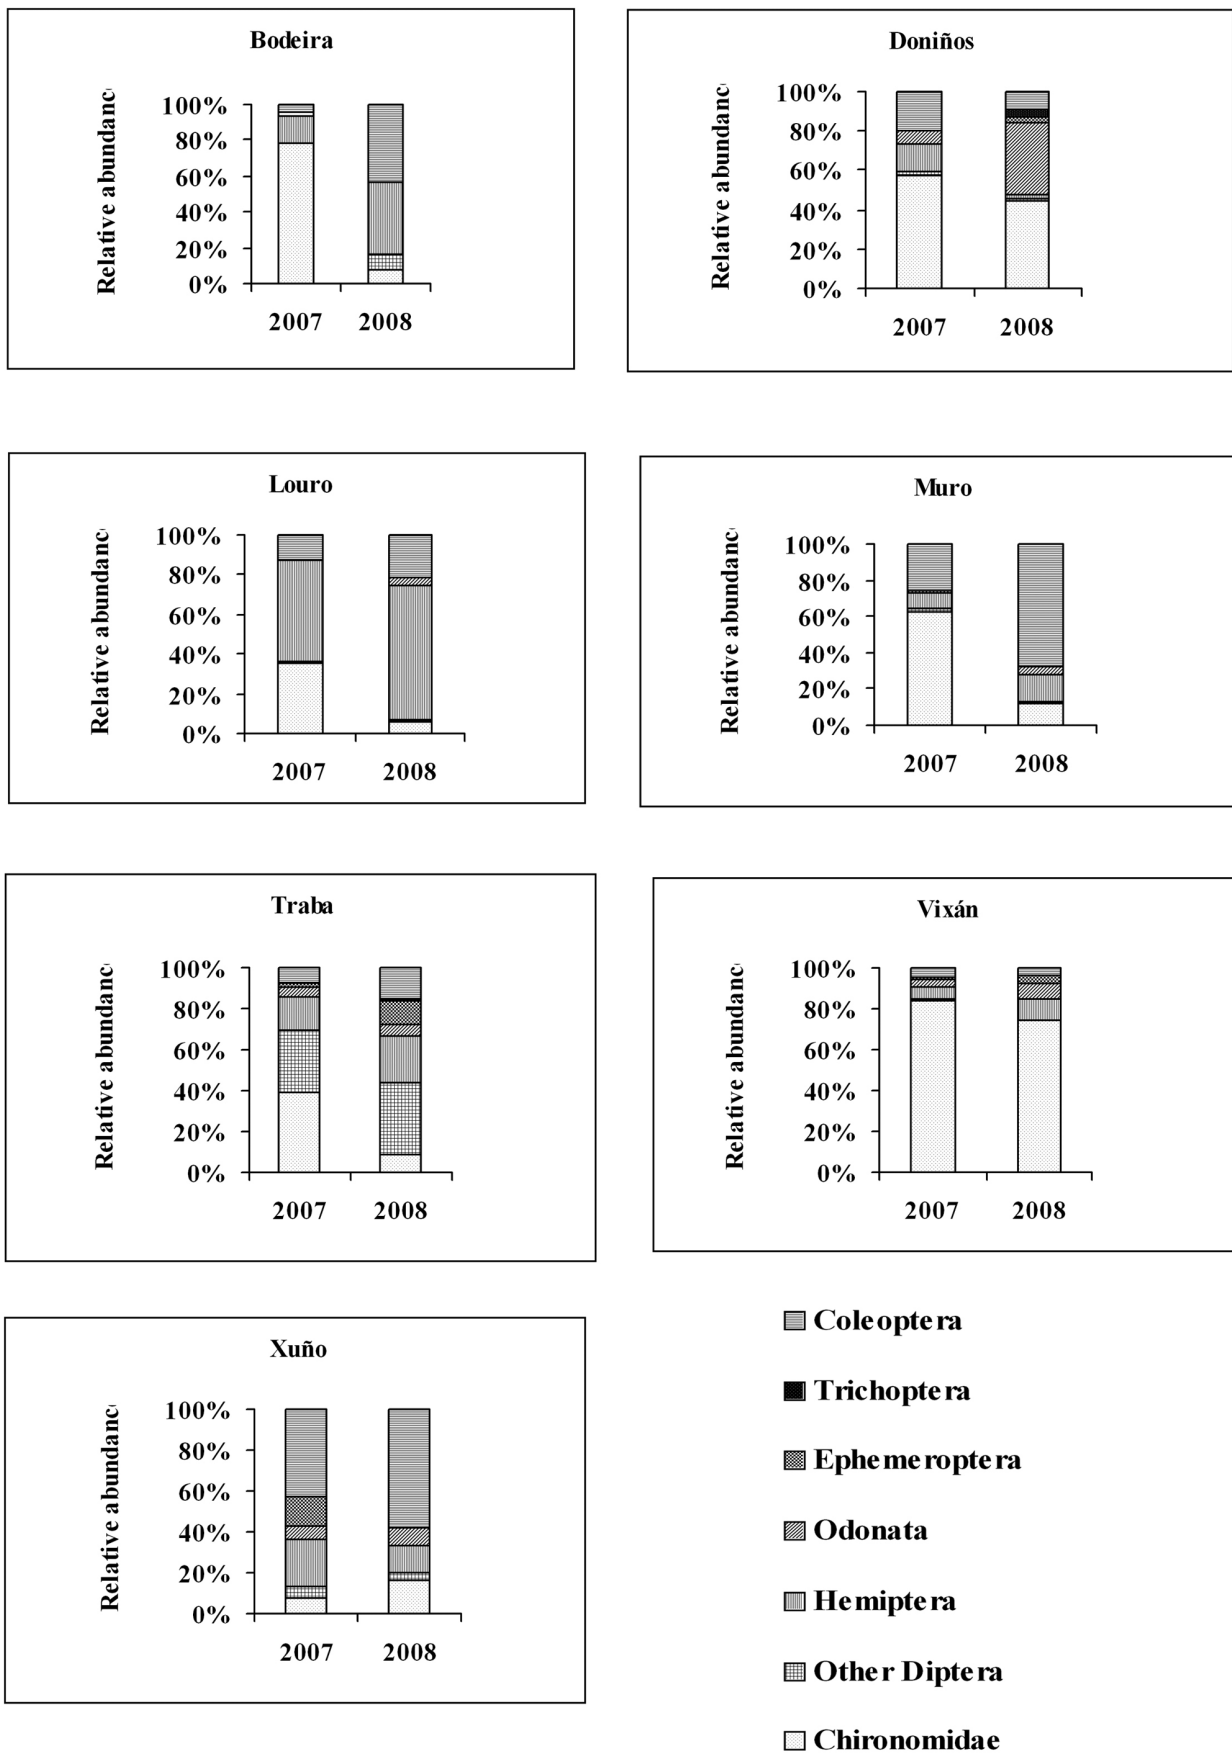 Bodeira
Relative abundanc
100%
80%
60%
40%
20%
0%
2007 2008
Doniños
Relative abundanc
100%
80%
60%
40%
20%
0%
2007 2008
Louro
Relative abundanc
100%
80%
60%
40%
20%
0%
2007 2008
Muro
Relative abundanc
100%
80%
60%
40%
20%
0%
2007 2008
Traba
Relative abundanc
100%
80%
60%
40%
20%
0%
2007 2008
Vixán
Relative abundanc
100%
80%
60%
40%
20%
0%
2007 2008
Xuño
Relative abundanc
100%
80%
60%
40%
20%
0%
2007 2008
Coleoptera
Trichoptera
Ephemeroptera
Odonata
Hemiptera
Other Diptera
Chironomidae